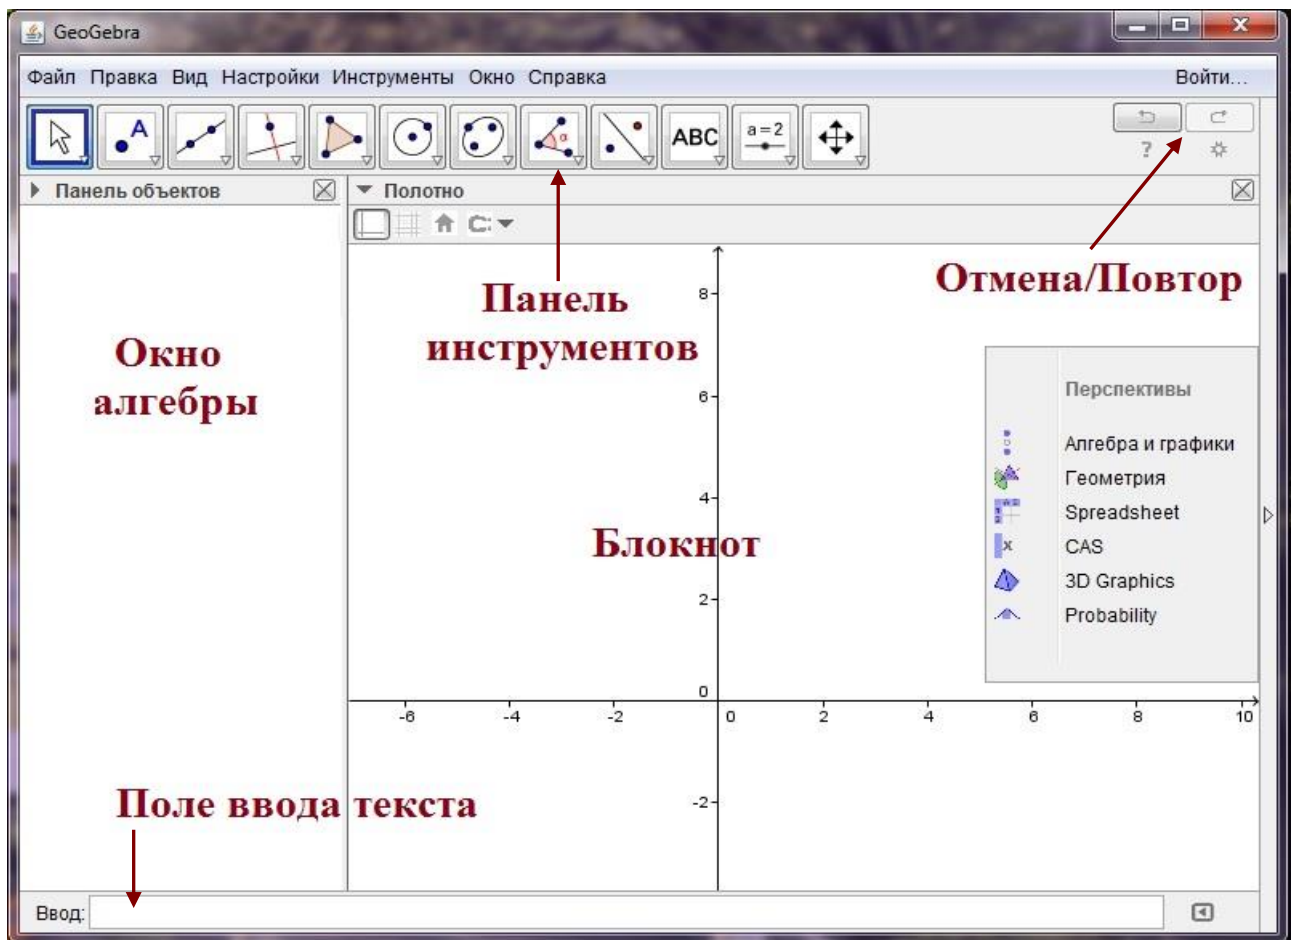 GeoGebra
Файл Правка Вид Настройки Инструменты Окно Справка Войти...
A α ABC a=2
?
Панель объектов
Полотно
Отмена/Повтор
Панель
инструментов
Окно
алгебры
8
6
4
2
0
-6 -4 -2 0 2 4 6 8 10
-2
Перспективы
Алгебра и графики
Геометрия
Spreadsheet
x CAS
3D Graphics
Probability
Блокнот
Поле ввода текста
Ввод: